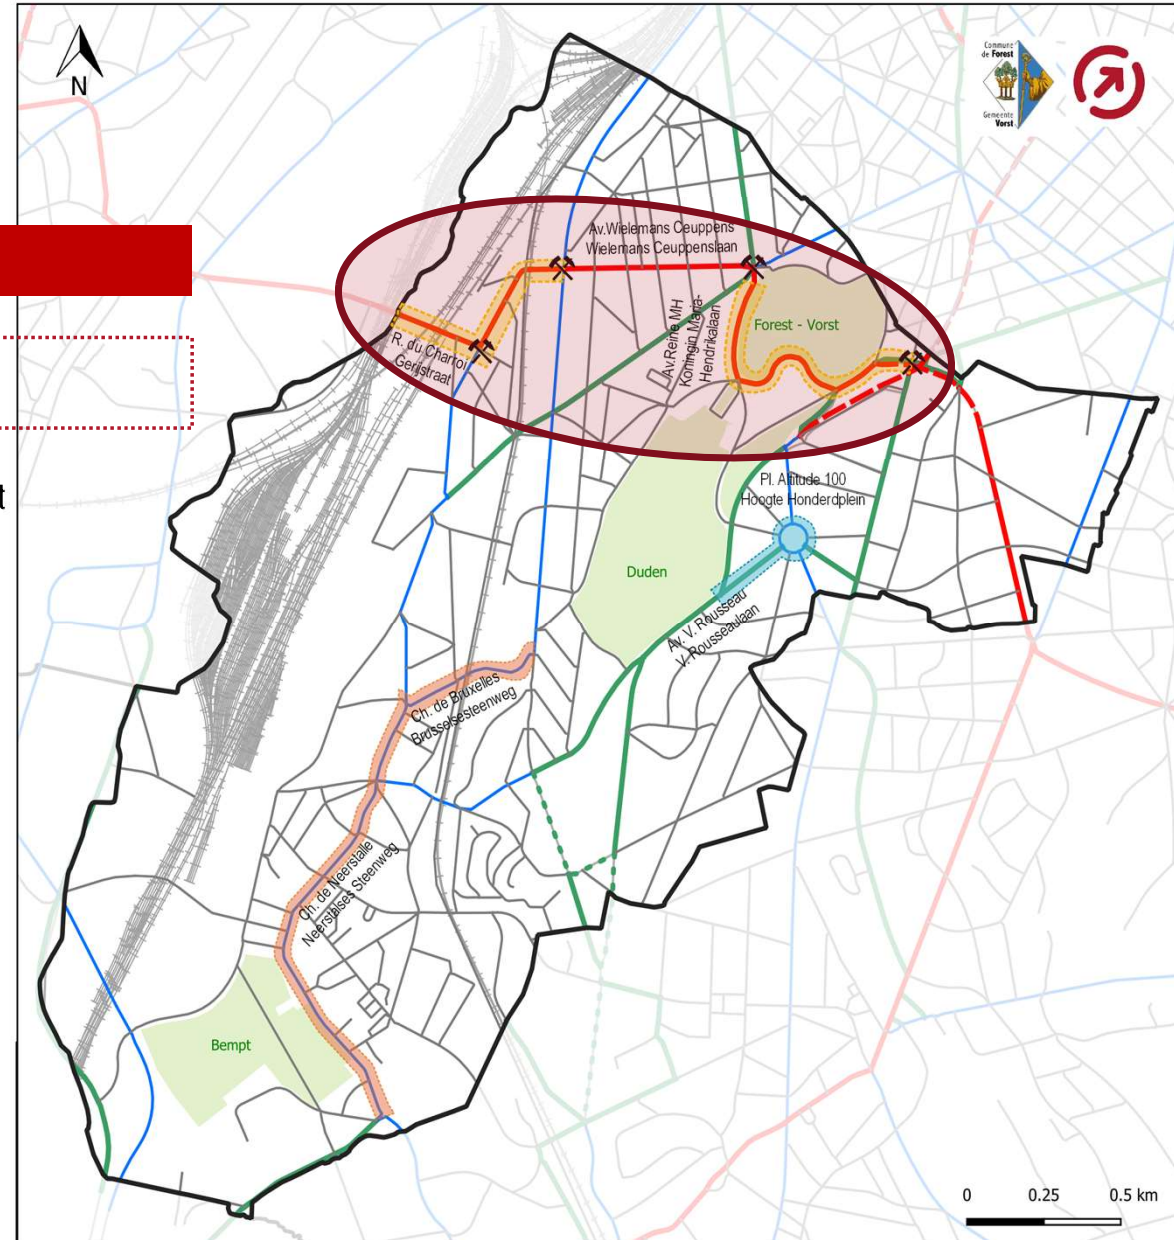 N
Commune
de Forest
Gemeente
Vorst
Av.Wielemans Ceuppens
Wielemans Ceuppenslaan
R. du Charroi
Gerijstraat
Av.Reine MH
Koningin Maria-
Hendrikalaan
Forest - Vorst
t
Pl. Altitude 100
Hoogte Honderdplein
Duden
Av. V. Rousseau
V. Rousseaulaan
Ch. de Bruxelles
Brusselsesteenweg
Ch. de Neerstalle
Neerstalses Steenweg
Bempt
0 0.25 0.5 km